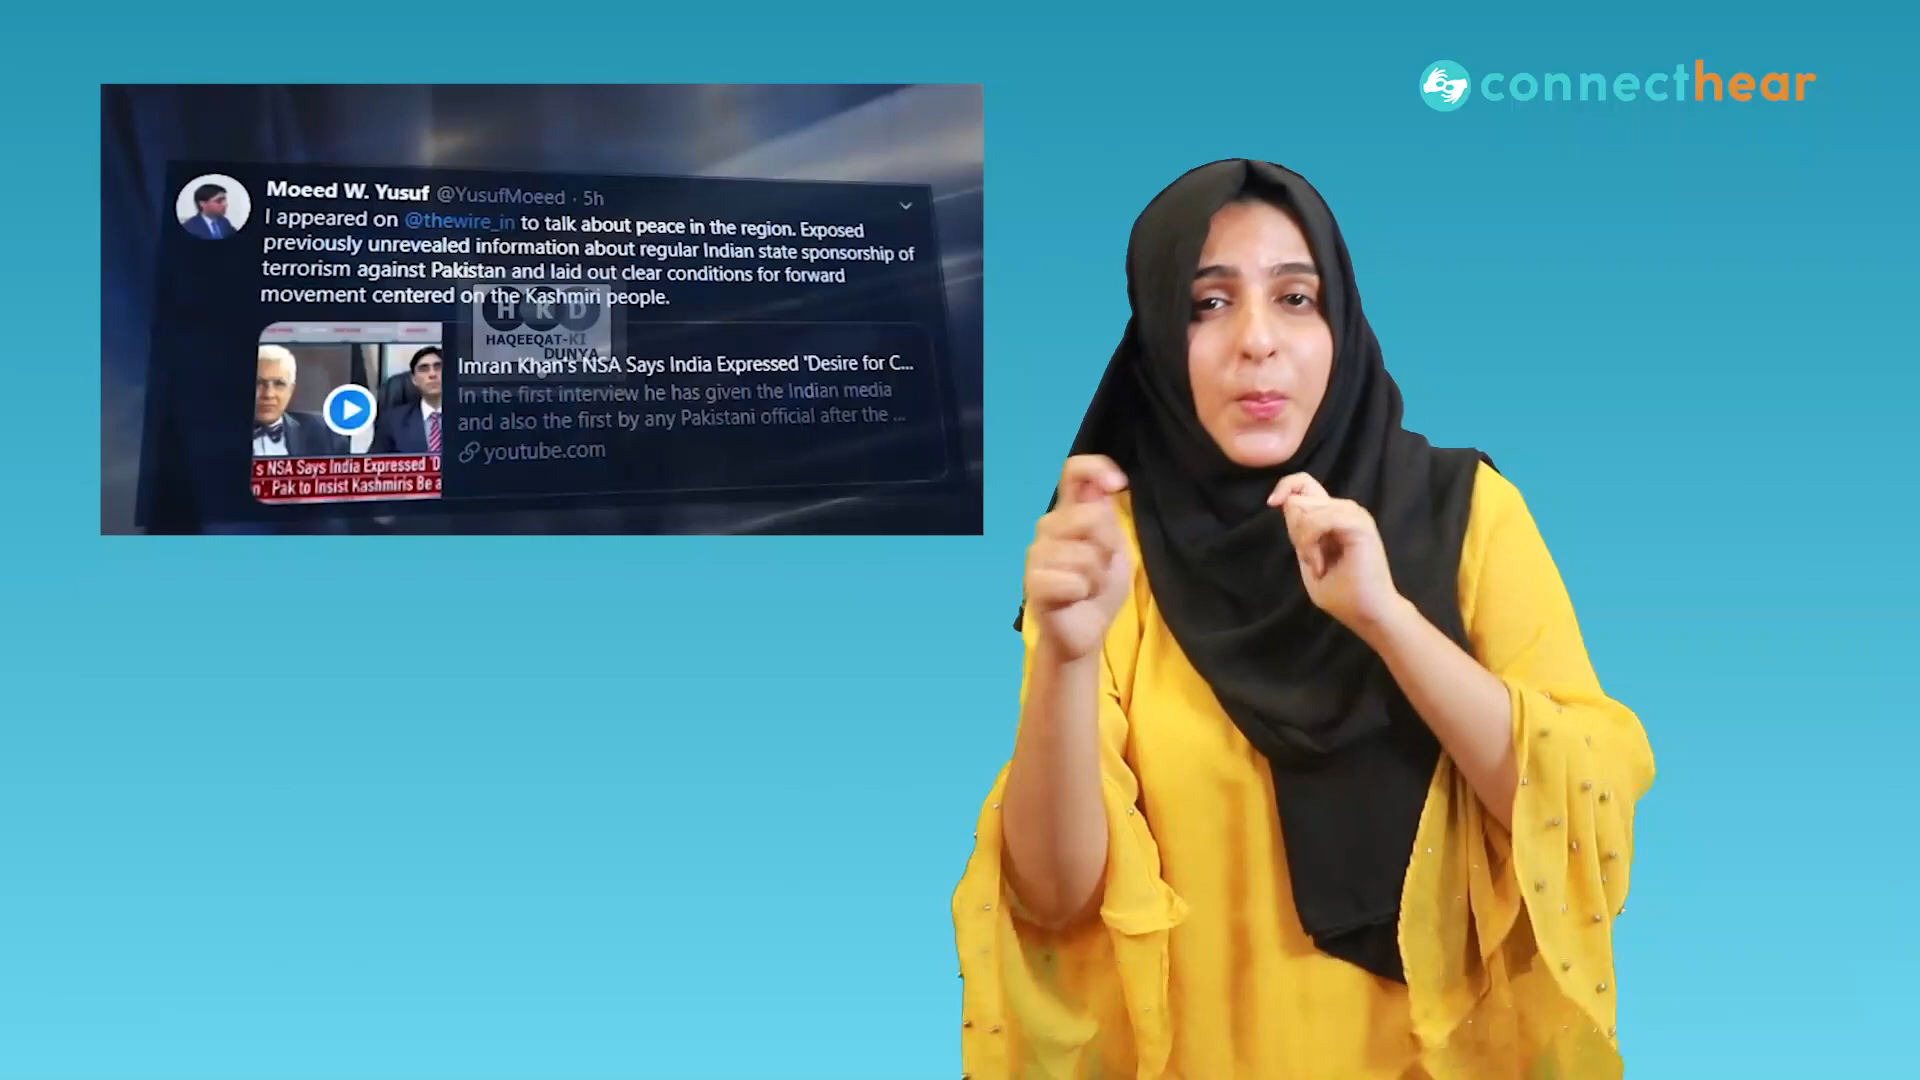 connecthear
Moeed W. Yusuf @YusufMoeed · 5h
I appeared on @thewire_in to talk about peace in the region. Exposed
previously unrevealed information about regular Indian state sponsorship of
terrorism against Pakistan and laid out clear conditions for forward
movement centered on the Kashmiri people.
HKD
HAQEEQAT-KI
DUNYA
Imran Khan's NSA Says India Expressed 'Desire for C...
In the first interview he has given the Indian media
and also the first by any Pakistani official after the ...
youtube.com
's NSA Says India Expressed 'D
n', Pak to Insist Kashmiris Be a